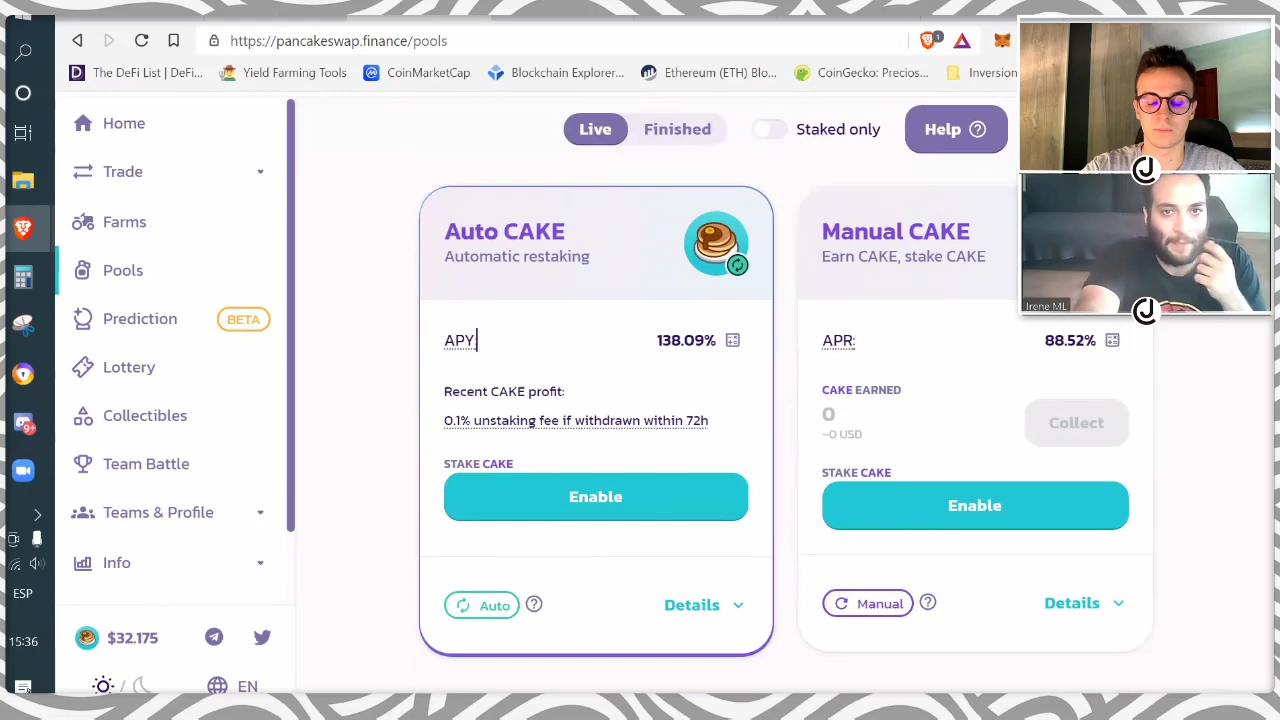 https://pancakeswap.finance/pools
1
The DeFi List | DeFi...
Yield Farming Tools
CoinMarketCap
Blockchain Explorer...
Ethereum (ETH) Blo...
CoinGecko: Precios...
Inversion
Home
Trade
Farms
Pools
Prediction
BETA
Lottery
Collectibles
Team Battle
Teams & Profile
Info
$32.175
EN
Live
Finished
Staked only
Help
Auto CAKE
Automatic restaking
APY:
138.09%
Recent CAKE profit:
0.1% unstaking fee if withdrawn within 72h
STAKE CAKE
Enable
Auto
Details
Manual CAKE
Earn CAKE, stake CAKE
APR:
88.52%
CAKE EARNED
0
~0 USD
Collect
STAKE CAKE
Enable
Manual
Details
Irene ML
ESP
15:36